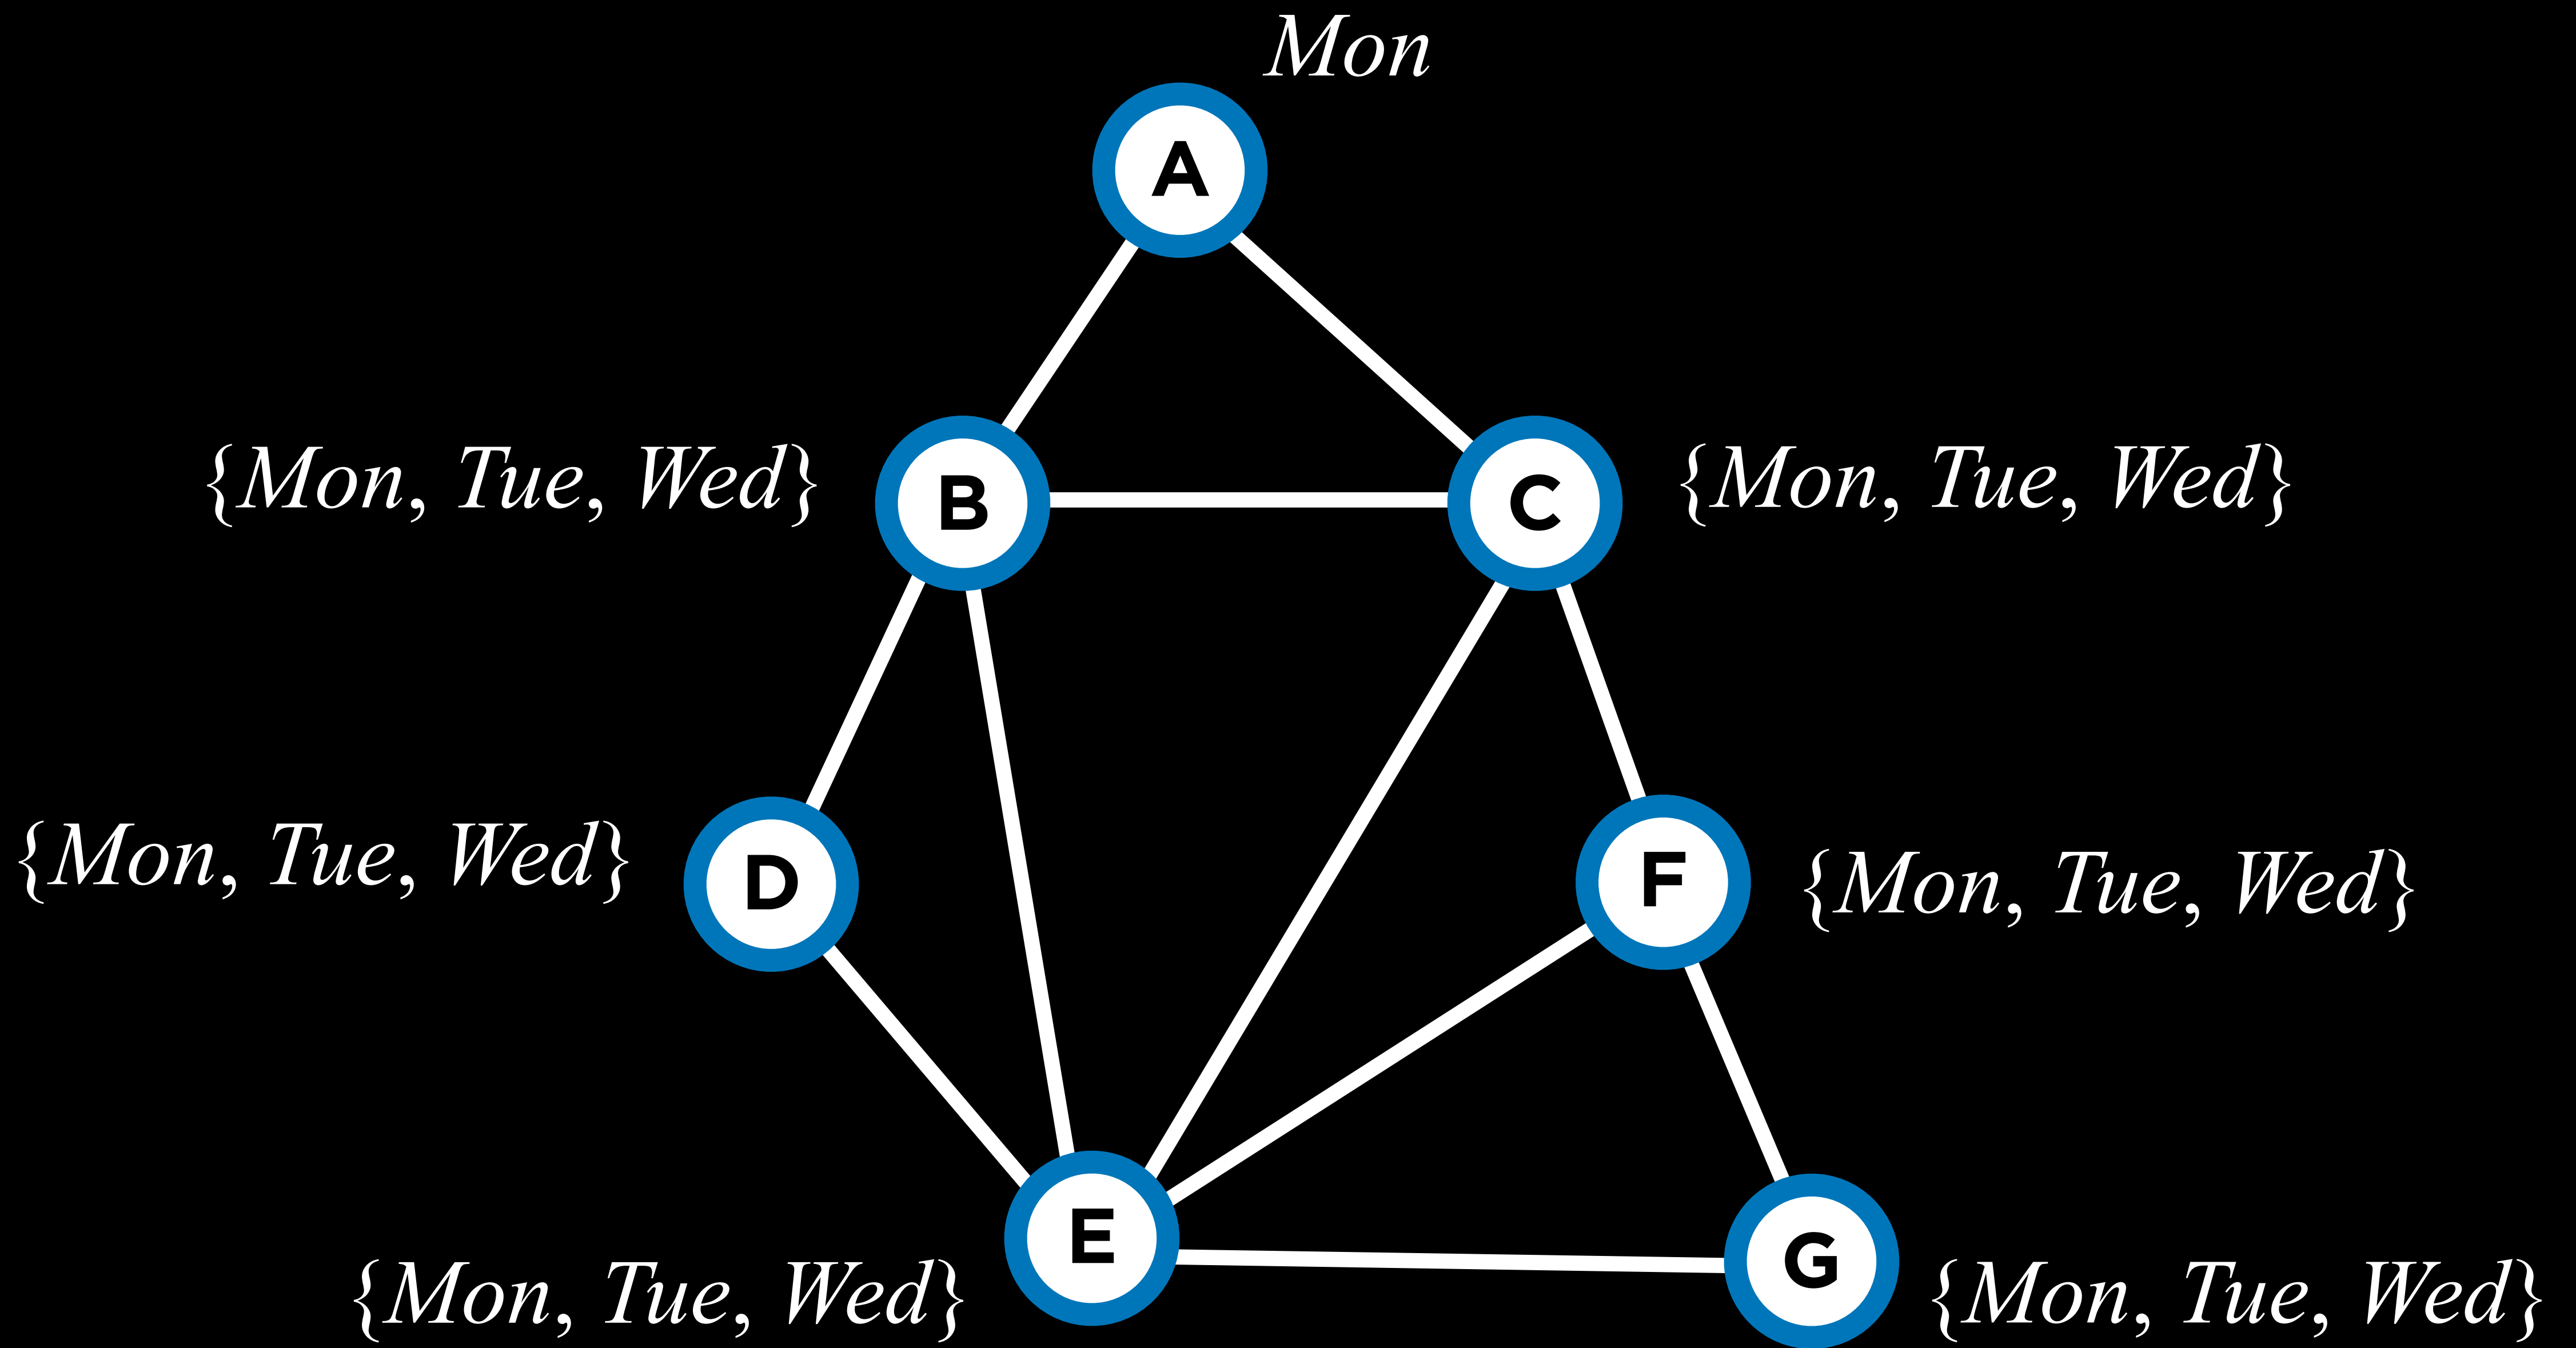 Mon
A
{Mon, Tue, Wed}
B
C
{Mon, Tue, Wed}
{Mon, Tue, Wed}
D
F
{Mon, Tue, Wed}
{Mon, Tue, Wed}
E
G
{Mon, Tue, Wed}